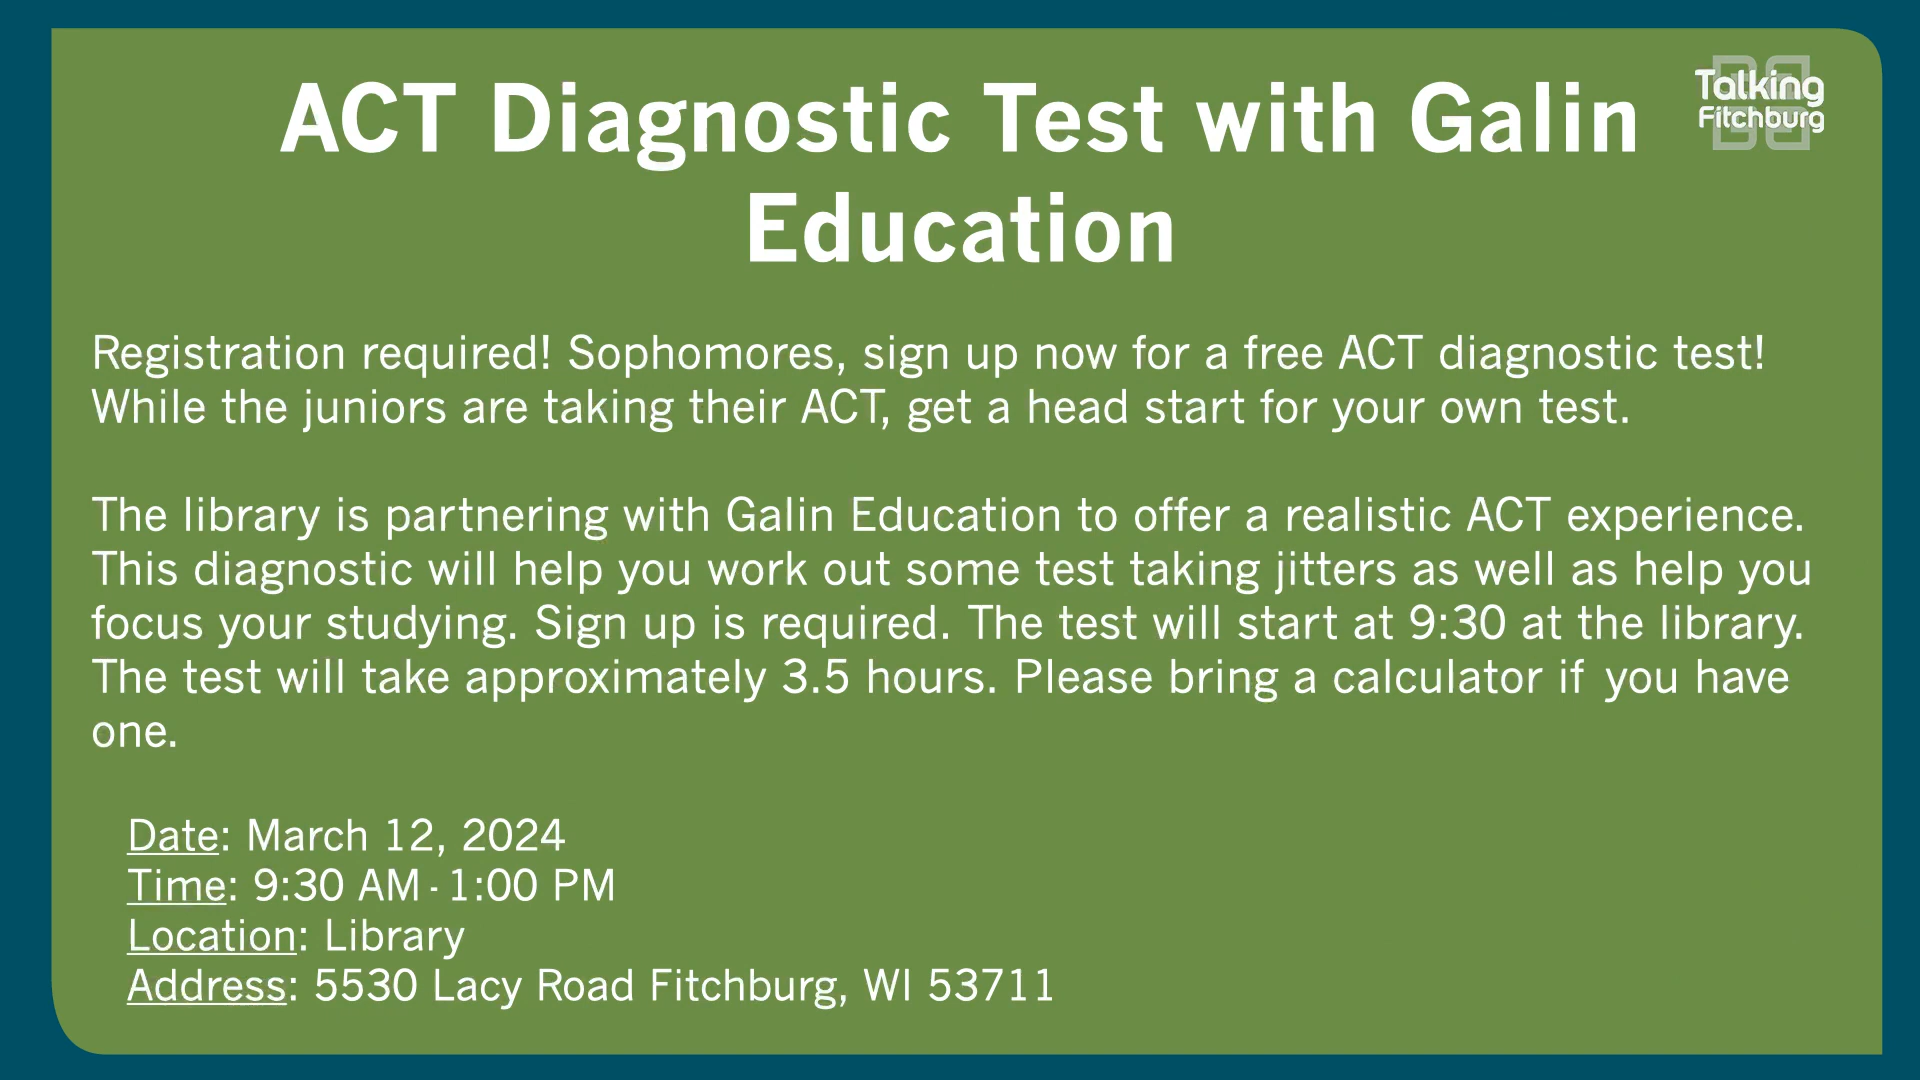 ACT Diagnostic Test with Galin
Education
Talking
Fitchburg
Registration required! Sophomores, sign up now for a free ACT diagnostic test!
While the juniors are taking their ACT, get a head start for your own test.
The library is partnering with Galin Education to offer a realistic ACT experience.
This diagnostic will help you work out some test taking jitters as well as help you
focus your studying. Sign up is required. The test will start at 9:30 at the library.
The test will take approximately 3.5 hours. Please bring a calculator if you have
one.
Date: March 12, 2024
Time: 9:30 AM - 1:00 PM
Location: Library
Address: 5530 Lacy Road Fitchburg, WI 53711